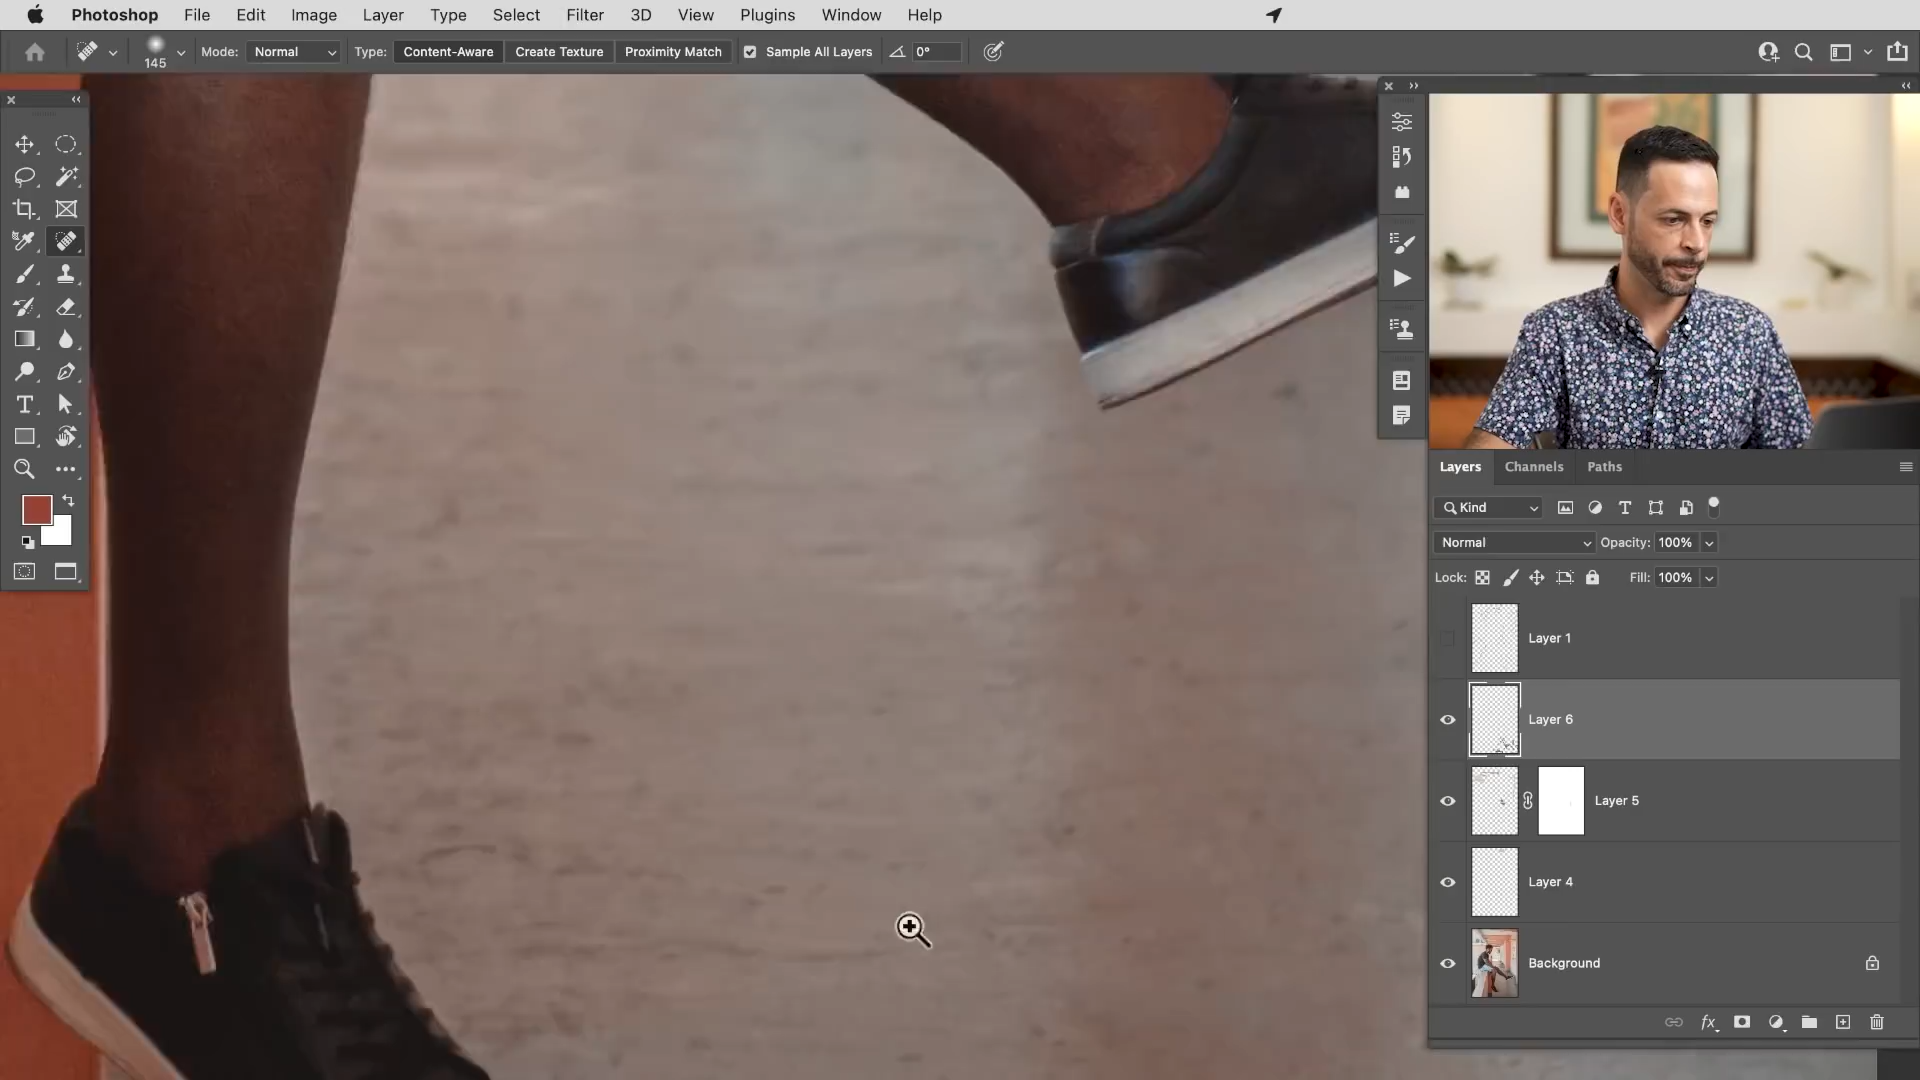 Photoshop File Edit Image Layer Type Select Filter 3D View Plugins Window Help
145 Mode: Normal Type: Content-Aware Create Texture Proximity Match Sample All Layers 0°
Layers Channels Paths
Kind
Normal Opacity: 100%
Lock: Fill: 100%
Layer 1
Layer 6
Layer 5
Layer 4
Background
fx